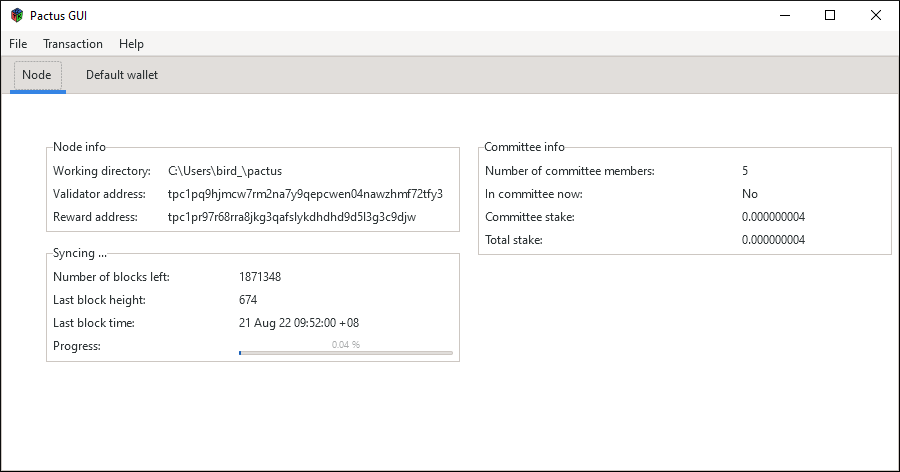 Pactus GUI
File Transaction Help
Node Default wallet
Node info
Working directory: C:\Users\bird_\pactus
Validator address: tpc1pq9hjmcw7rm2na7y9qepcwen04nawzhmf72tfy3
Reward address: tpc1pr97r68rra8jkg3qafslykdhdhd9d5l3g3c9djw
Syncing ...
Number of blocks left: 1871348
Last block height: 674
Last block time: 21 Aug 22 09:52:00 +08
Progress: 0.04 %
Committee info
Number of committee members: 5
In committee now: No
Committee stake: 0.000000004
Total stake: 0.000000004